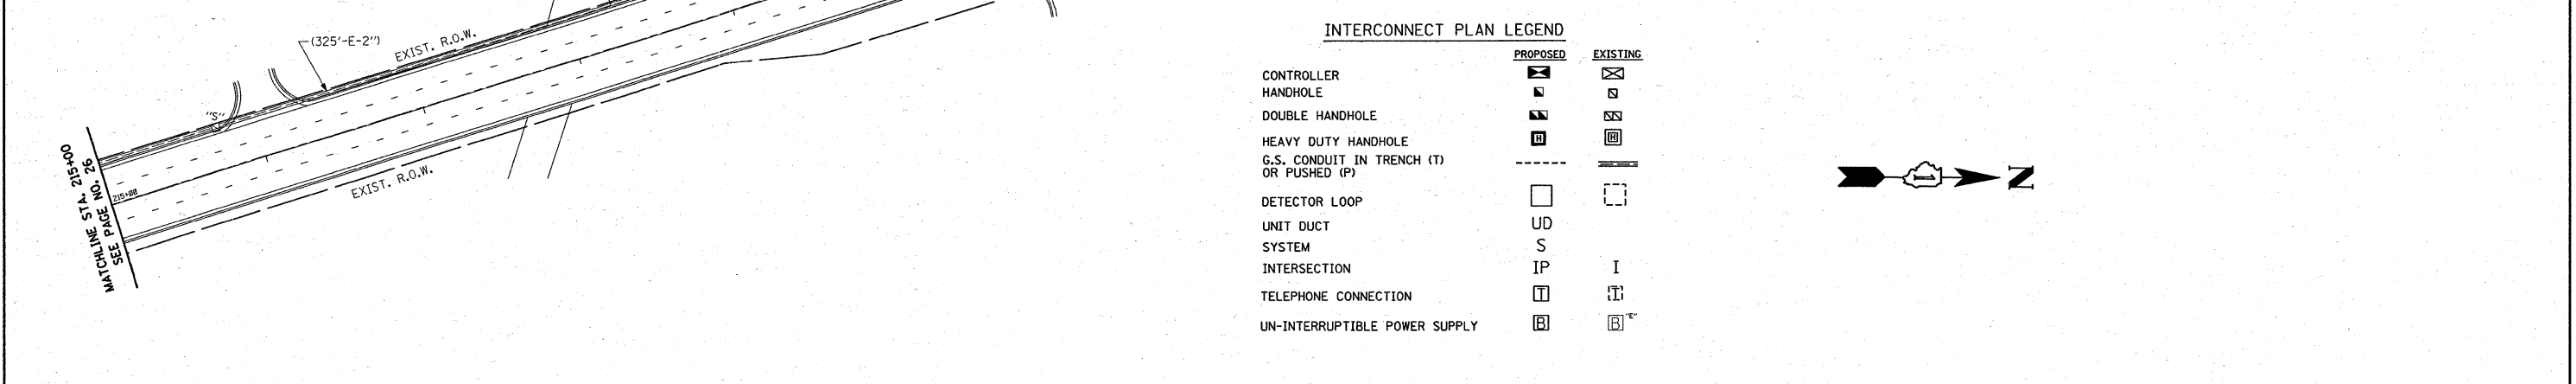 (325'-E-2")
EXIST. R.O.W.
"S"
MATCHLINE STA. 215+00
SEE PAGE NO. 26
215+00
EXIST. R.O.W.
INTERCONNECT PLAN LEGEND
PROPOSED EXISTING
CONTROLLER
HANDHOLE
DOUBLE HANDHOLE
HEAVY DUTY HANDHOLE H H
G.S. CONDUIT IN TRENCH (T)
OR PUSHED (P)
DETECTOR LOOP
UNIT DUCT UD
SYSTEM S
INTERSECTION IP I
TELEPHONE CONNECTION T T
UN-INTERRUPTIBLE POWER SUPPLY B B "E"
N